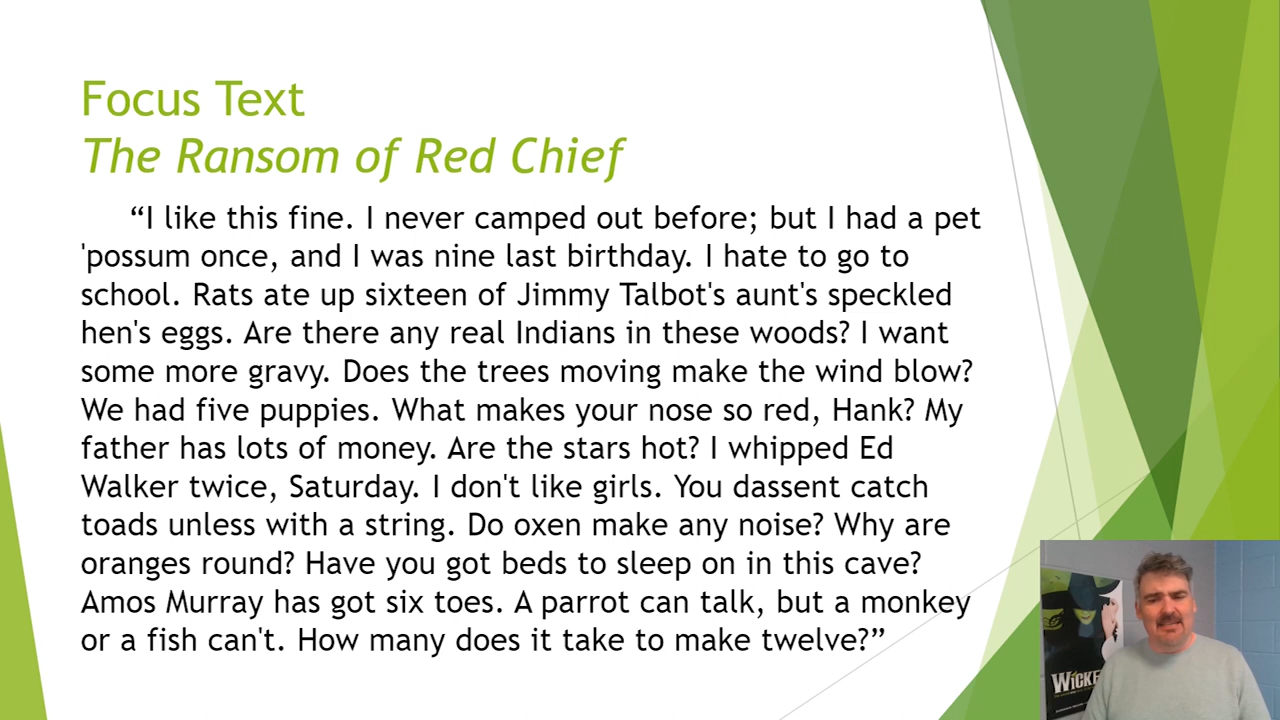 Focus Text
The Ransom of Red Chief
“I like this fine. I never camped out before; but I had a pet
'possum once, and I was nine last birthday. I hate to go to
school. Rats ate up sixteen of Jimmy Talbot's aunt's speckled
hen's eggs. Are there any real Indians in these woods? I want
some more gravy. Does the trees moving make the wind blow?
We had five puppies. What makes your nose so red, Hank? My
father has lots of money. Are the stars hot? I whipped Ed
Walker twice, Saturday. I don't like girls. You dassent catch
toads unless with a string. Do oxen make any noise? Why are
oranges round? Have you got beds to sleep on in this cave?
Amos Murray has got six toes. A parrot can talk, but a monkey
or a fish can't. How many does it take to make twelve?”
WICKE